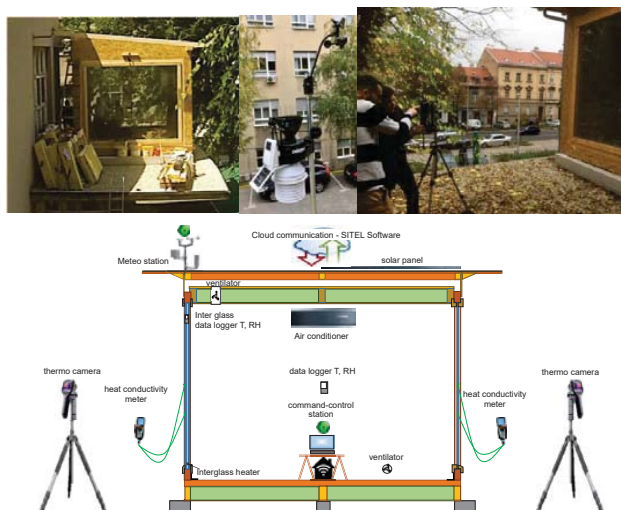 Cloud communication - SITEL Software
Meteo station
solar panel
ventilator
Inter glass
data logger T, RH
Air conditioner
thermo camera
data logger T, RH
thermo camera
heat conductivity
meter
heat conductivity
meter
command-control
station
Interglass heater
ventilator